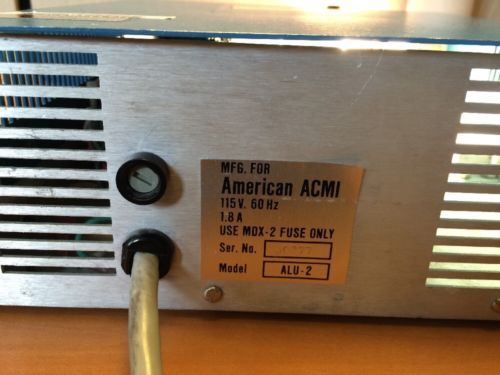 MFG. FOR
American ACMI
115 V. 60 Hz
1.8 A
USE MDX-2 FUSE ONLY
Ser. No.
Model ALU-2